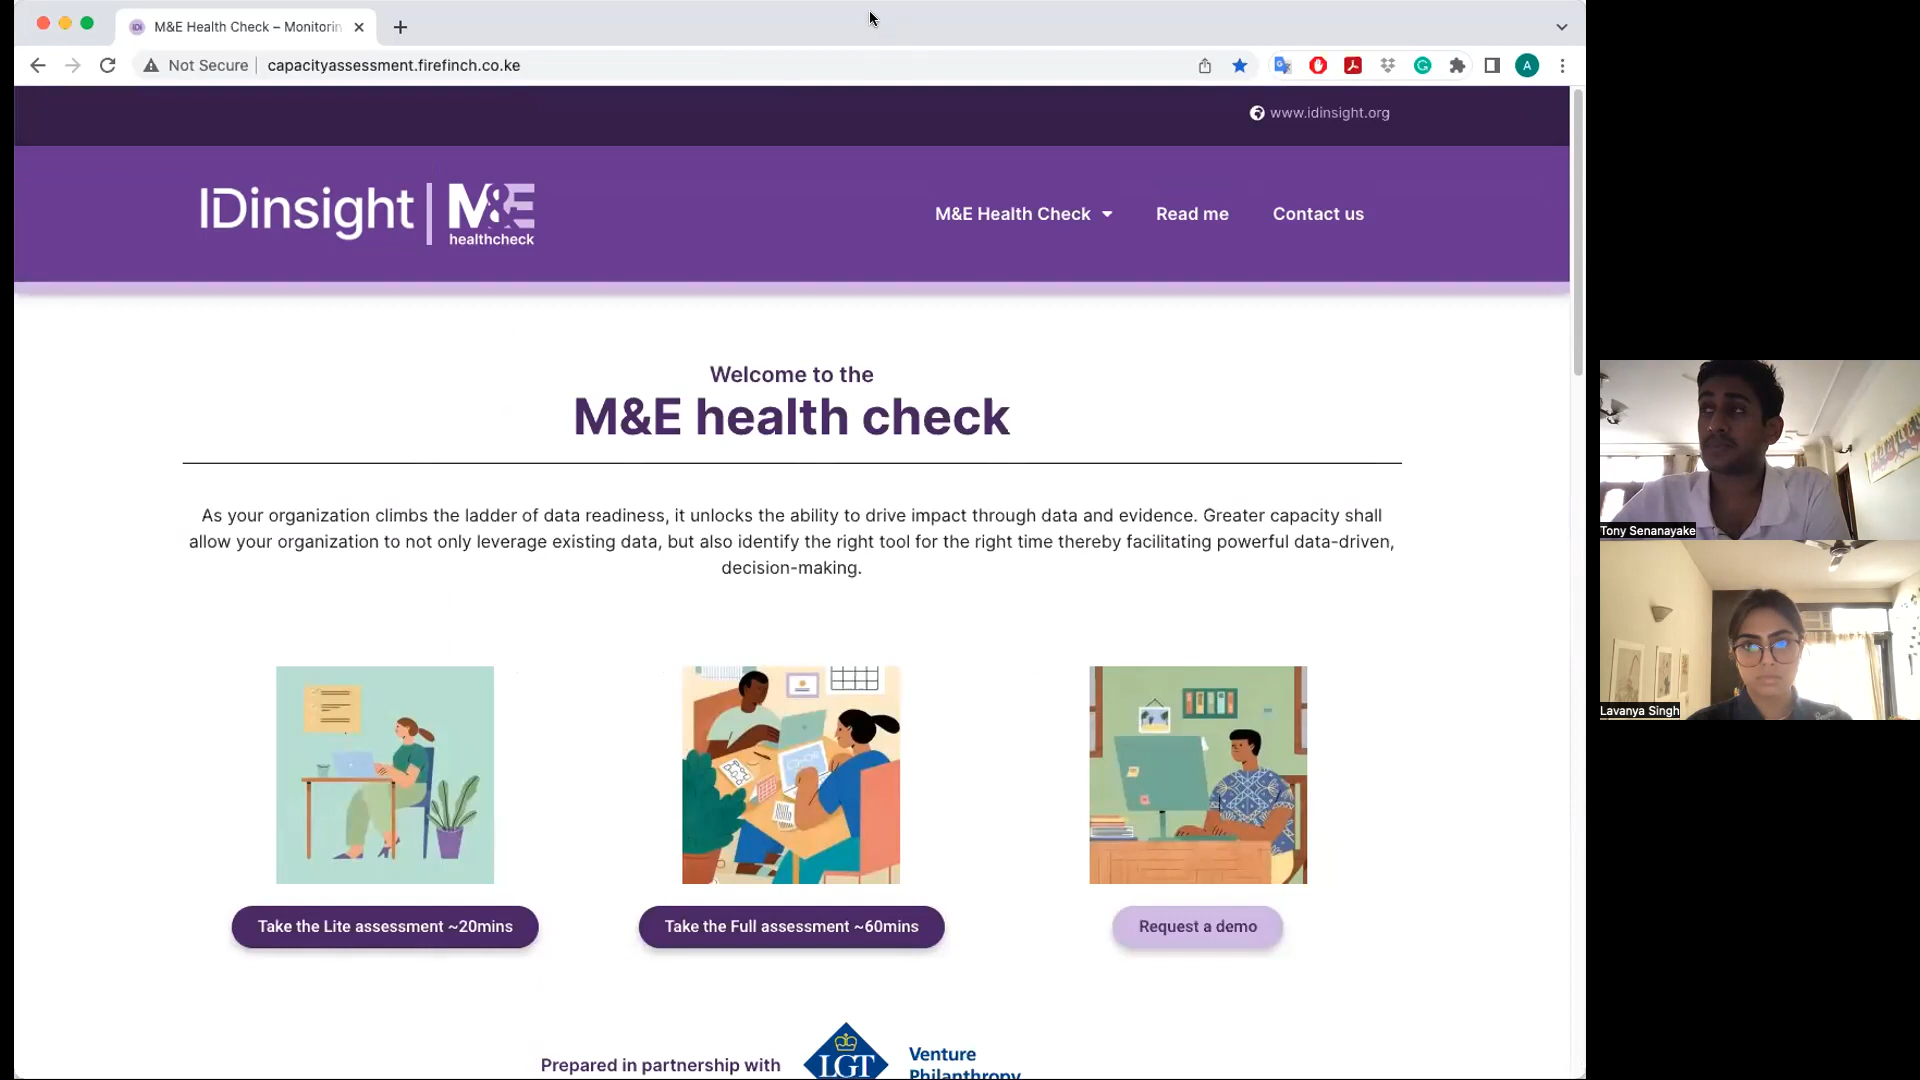 M&E Health Check – Monitorin
Not Secure
capacityassessment.firefinch.co.ke
A
www.idinsight.org
IDinsight
M&E
healthcheck
M&E Health Check
Read me
Contact us
Welcome to the
M&E health check
As your organization climbs the ladder of data readiness, it unlocks the ability to drive impact through data and evidence. Greater capacity shall
allow your organization to not only leverage existing data, but also identify the right tool for the right time thereby facilitating powerful data-driven,
decision-making.
Take the Lite assessment ~20mins
Take the Full assessment ~60mins
Request a demo
Prepared in partnership with
LGT
Venture
Philanthropy
Tony Senanayake
Lavanya Singh